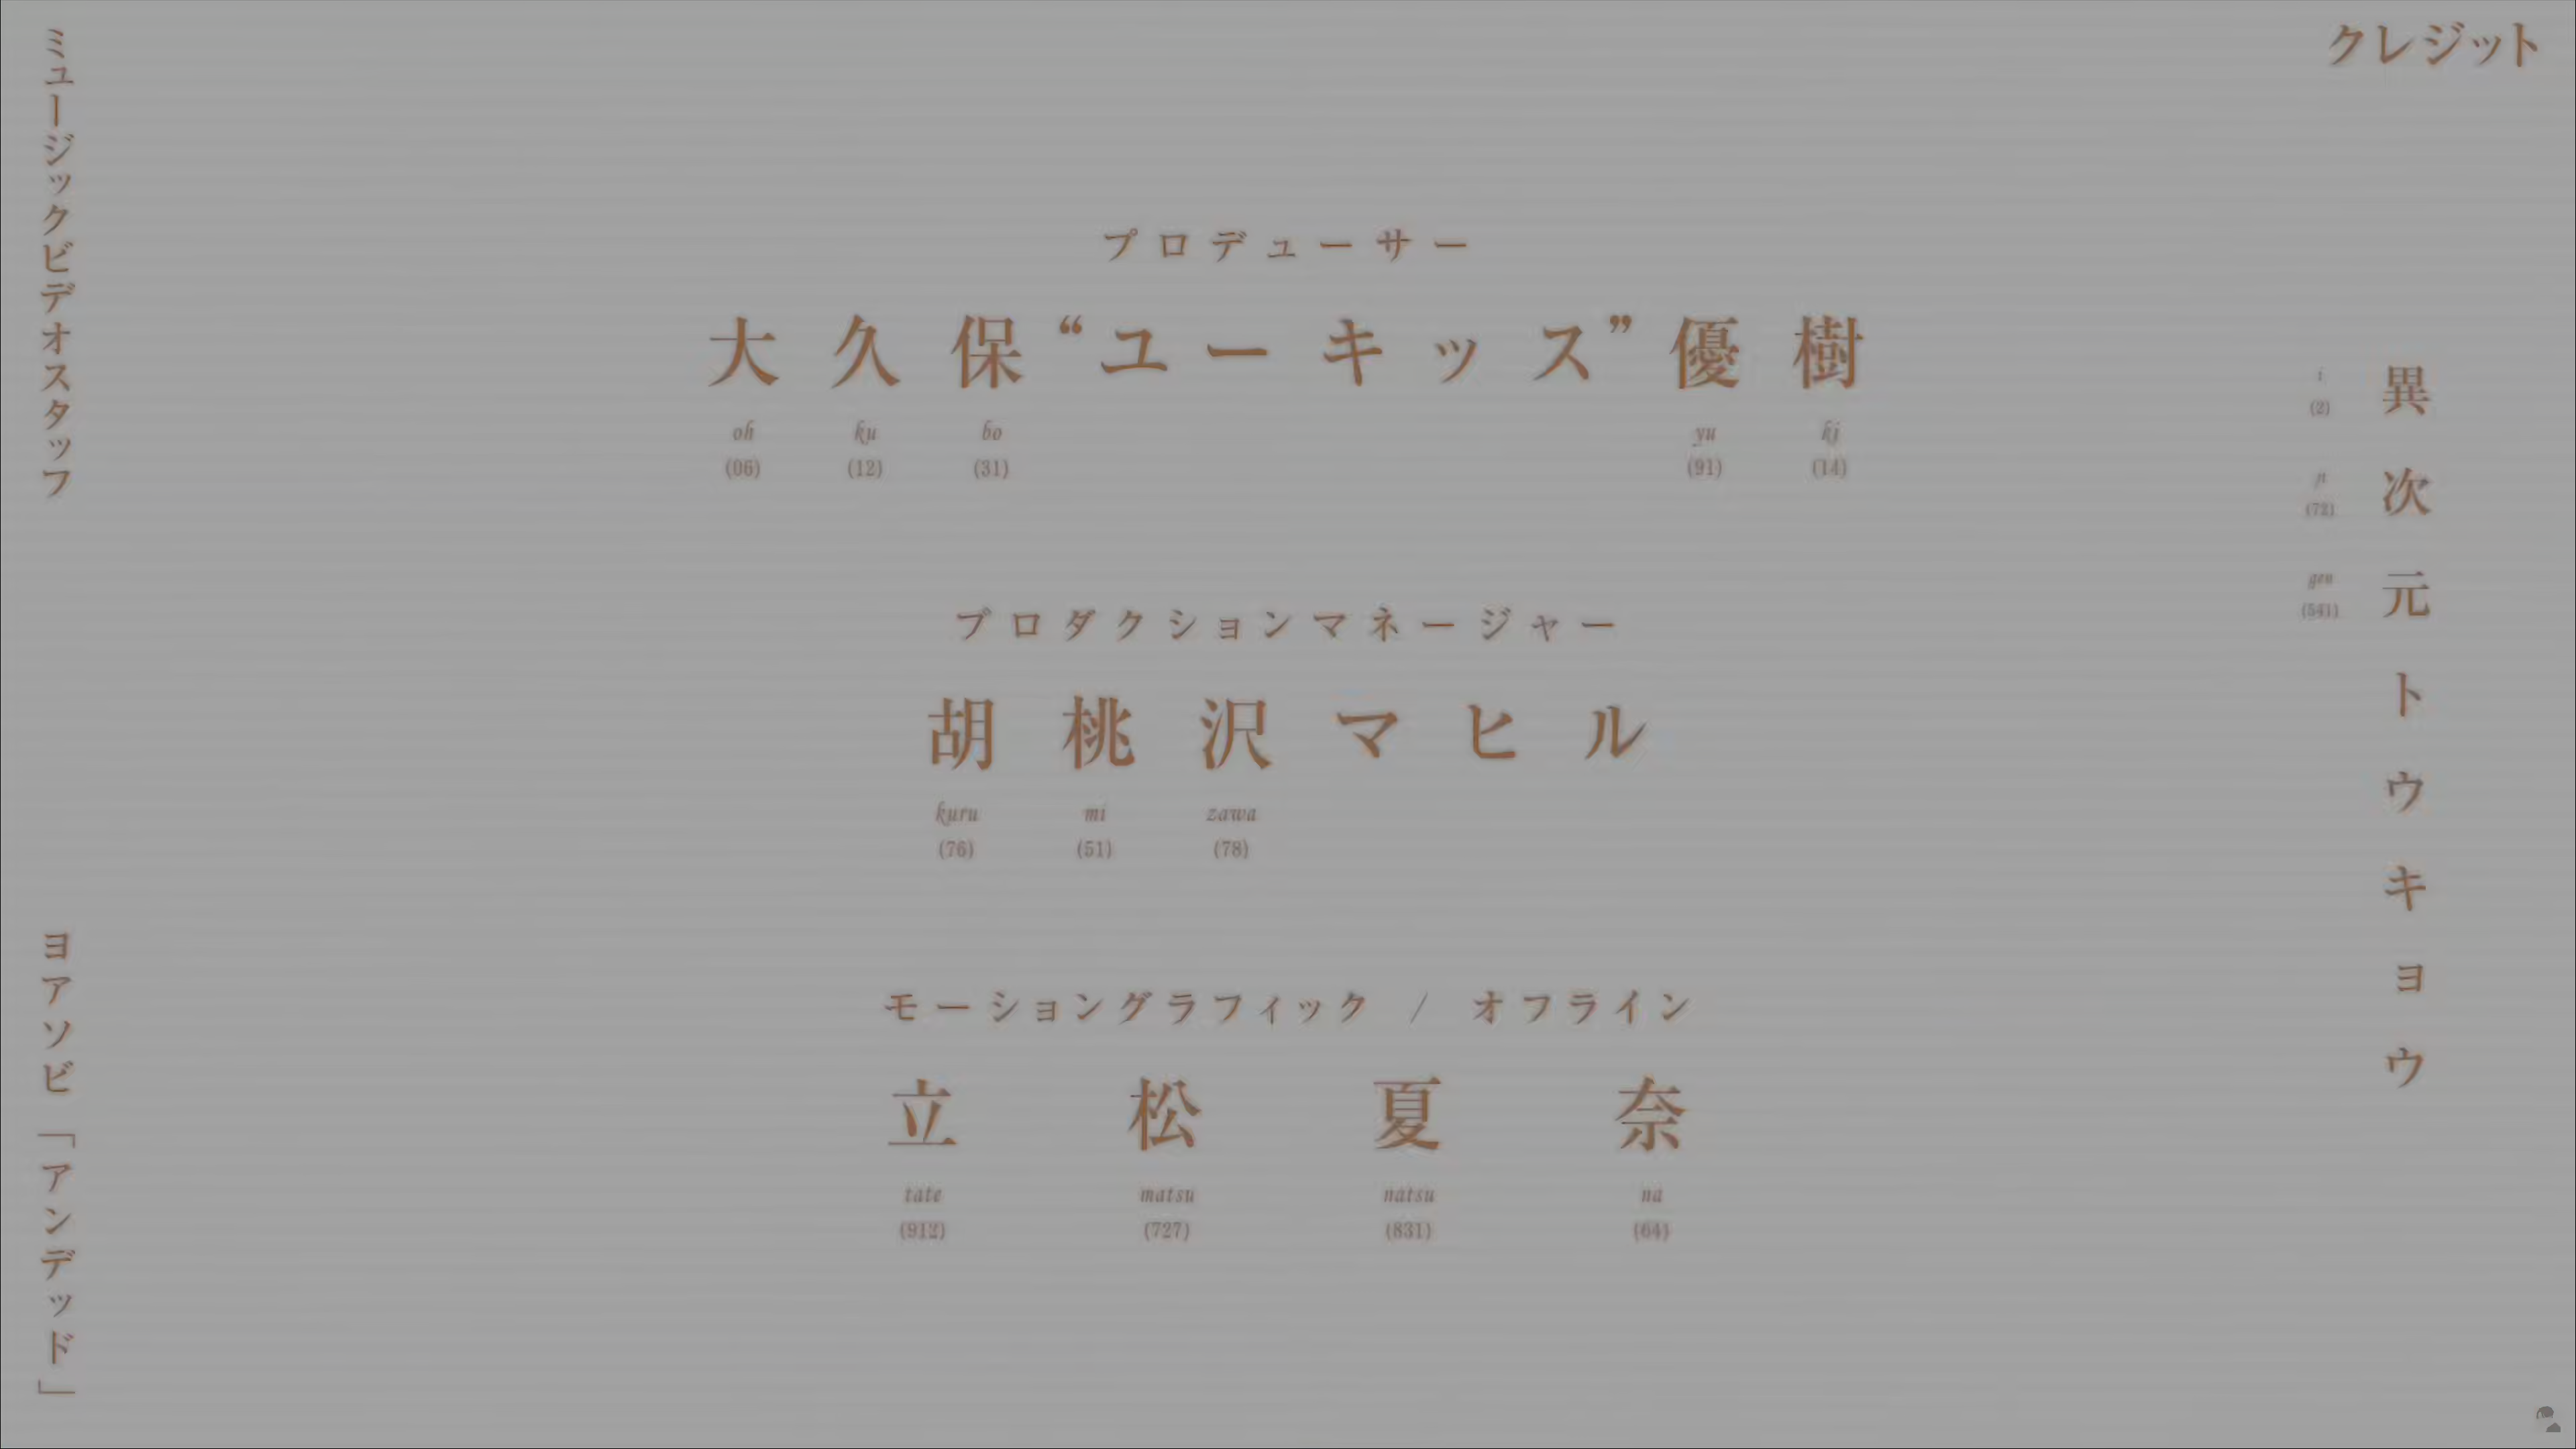 クレジット
ミュージックビデオスタッフ
プロデューサー
大久保“ユーキッス”優樹
oh ku bo yu ki
(06) (12) (31) (91) (14)
プロダクションマネージャー
胡桃沢マヒル
kuru mi zawa
(76) (51) (78)
モーショングラフィック / オフライン
立松夏奈
tate matsu natsu na
(912) (727) (831) (64)
異次元トウキョウ
i
(2)
ji
(72)
gen
ヨアソビ「アンデッド」